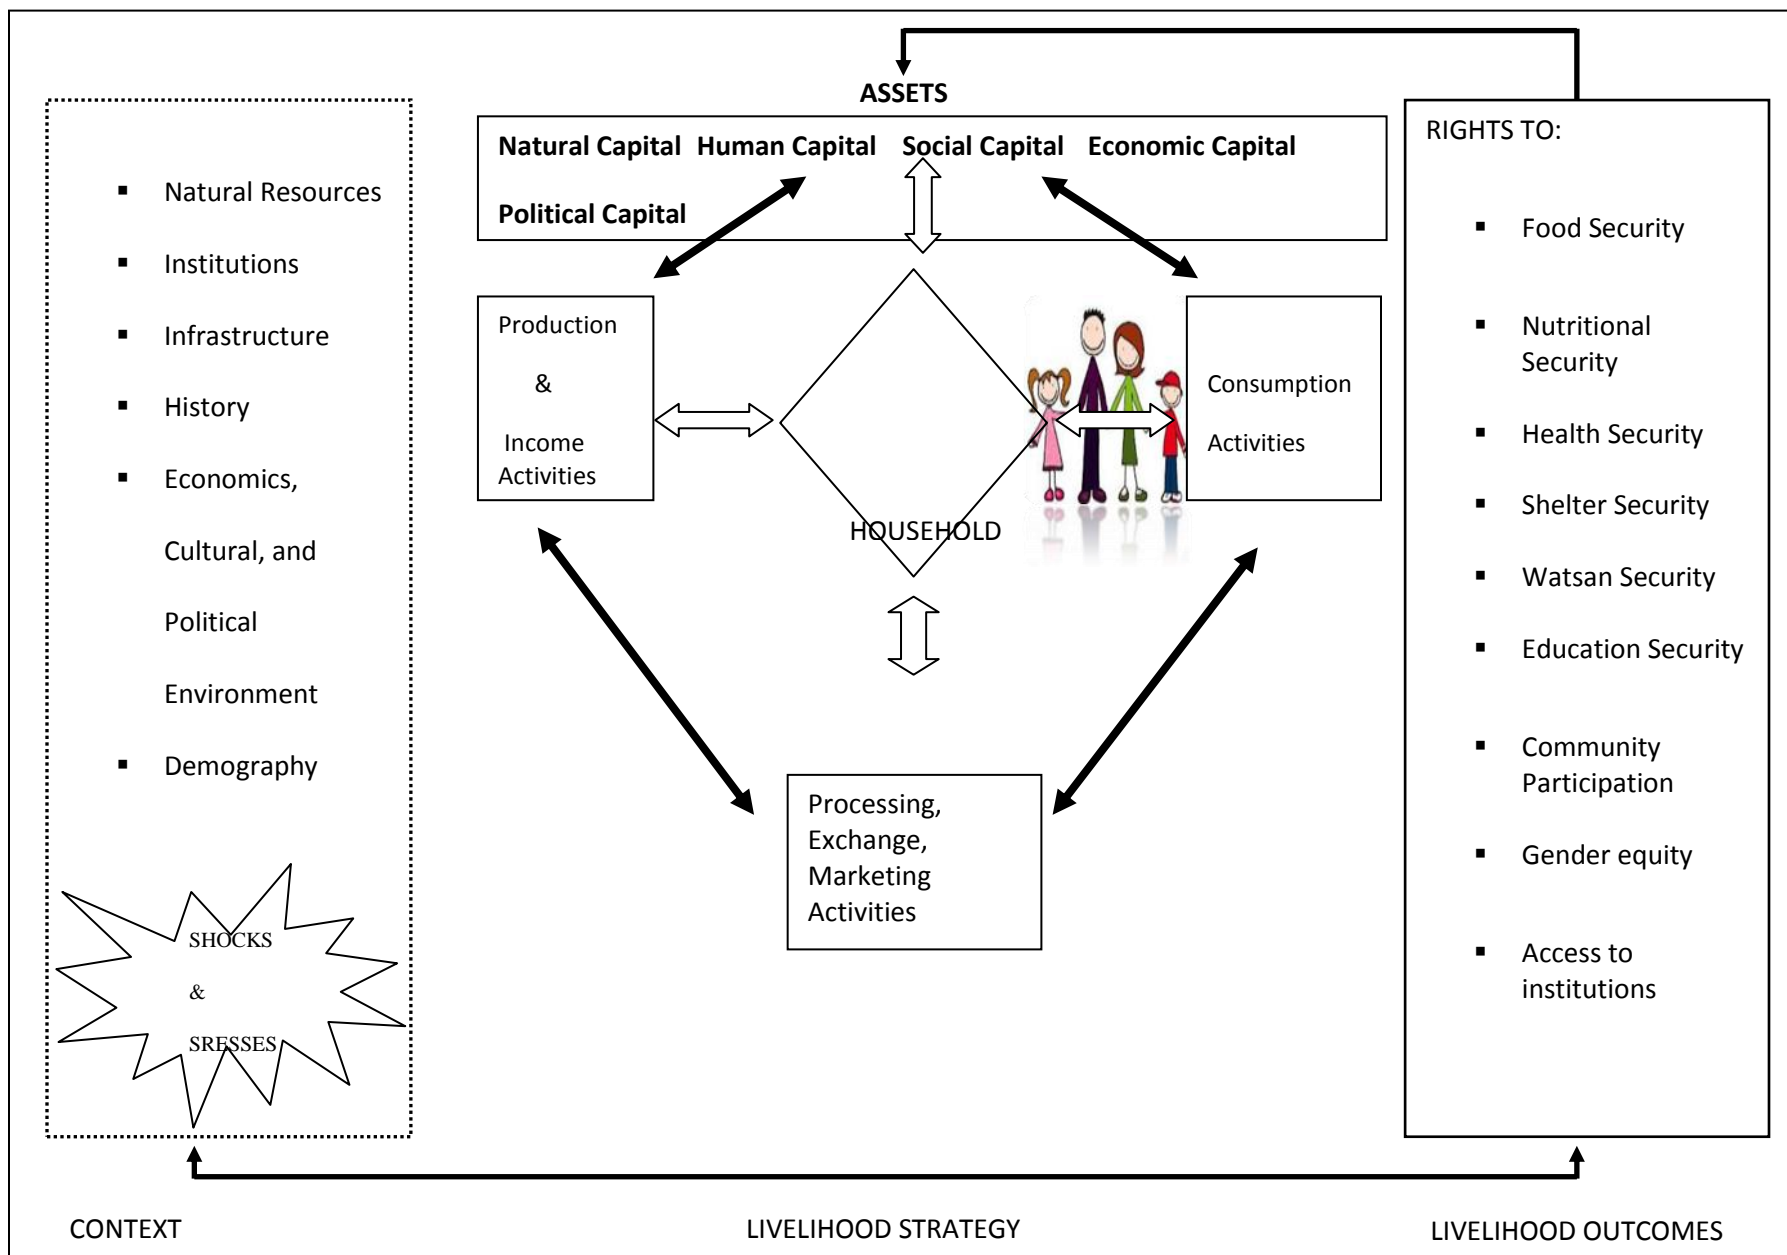 ASSETS
Natural Capital Human Capital Social Capital Economic Capital
Political Capital
Natural Resources
Institutions
Infrastructure
History
Economics,
Cultural, and
Political
Environment
Demography
SHOCKS
&
SRESSES
Production
&
Income
Activities
HOUSEHOLD
Consumption
Activities
Processing,
Exchange,
Marketing
Activities
RIGHTS TO:
Food Security
Nutritional
Security
Health Security
Shelter Security
Watsan Security
Education Security
Community
Participation
Gender equity
Access to
institutions
CONTEXT
LIVELIHOOD STRATEGY
LIVELIHOOD OUTCOMES